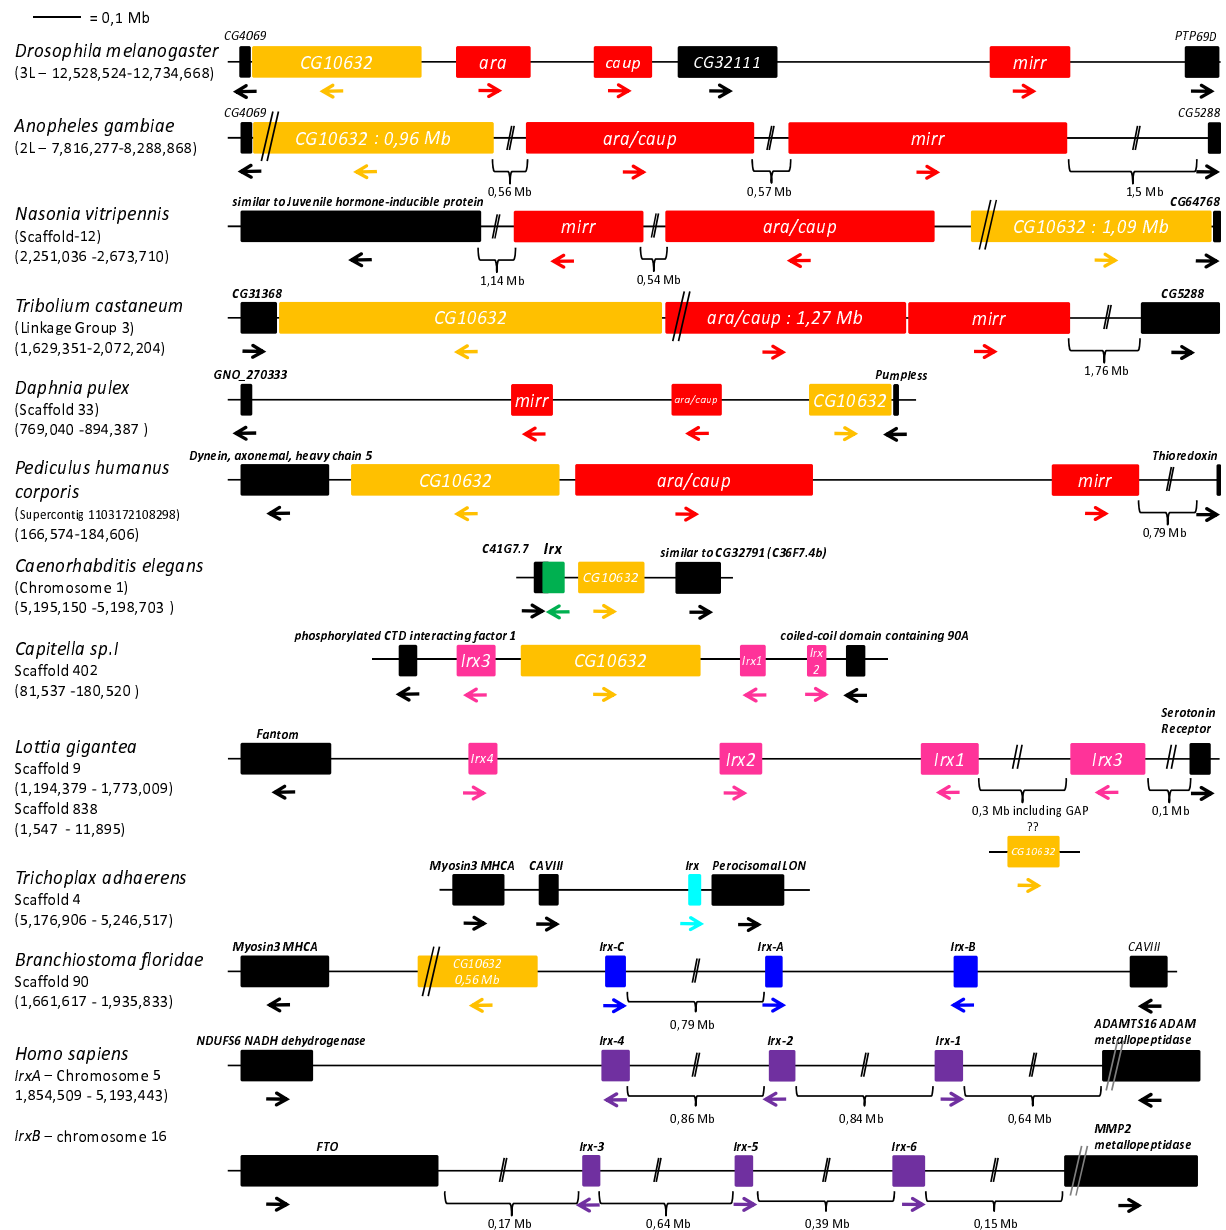 = 0,1 Mb
CG4069
PTP69D
Drosophila melanogaster
(3L – 12,528,524-12,734,668)
CG10632
ara
caup
CG32111
mirr
CG4069
CG5288
Anopheles gambiae
(2L – 7,816,277-8,288,868)
CG10632 : 0,96 Mb
ara/caup
mirr
0,56 Mb
0,57 Mb
1,5 Mb
Nasonia vitripennis
(Scaffold-12)
(2,251,036 -2,673,710)
similar to Juvenile hormone-inducible protein
CG64768
mirr
ara/caup
CG10632 : 1,09 Mb
1,14 Mb
0,54 Mb
Tribolium castaneum
(Linkage Group 3)
(1,629,351-2,072,204)
CG31368
CG5288
CG10632
ara/caup : 1,27 Mb
mirr
1,76 Mb
Daphnia pulex
(Scaffold 33)
(769,040 -894,387 )
GNO_270333
Pumpless
mirr
ara/caup
CG10632
Pediculus humanus
corporis
(Supercontig 1103172108298)
(166,574-184,606)
Dynein, axonemal, heavy chain 5
Thioredoxin
CG10632
ara/caup
mirr
0,79 Mb
Caenorhabditis elegans
(Chromosome 1)
(5,195,150 -5,198,703 )
C41G7.7
Irx
similar to CG32791 (C36F7.4b)
CG10632
Capitella sp.I
Scaffold 402
(81,537 -180,520 )
phosphorylated CTD interacting factor 1
coiled-coil domain containing 90A
Irx3
CG10632
Irx1
Irx
2
Lottia gigantea
Scaffold 9
(1,194,379 - 1,773,009)
Scaffold 838
(1,547 - 11,895)
Fantom
Serotonin
Receptor
Irx4
Irx2
Irx1
Irx3
0,3 Mb including GAP
??
0,1 Mb
CG10632
Trichoplax adhaerens
Scaffold 4
(5,176,906 - 5,246,517)
Myosin3 MHCA
CAVIII
Irx
Perocisomal LON
Branchiostoma floridae
Scaffold 90
(1,661,617 - 1,935,833)
Myosin3 MHCA
Irx-C
Irx-A
Irx-B
CAVIII
CG10632
0,56 Mb
0,79 Mb
Homo sapiens
IrxA – Chromosome 5
1,854,509 - 5,193,443)
NDUFS6 NADH dehydrogenase
Irx-4
Irx-2
Irx-1
ADAMTS16 ADAM
metallopeptidase
0,86 Mb
0,84 Mb
0,64 Mb
IrxB – chromosome 16
FTO
Irx-3
Irx-5
Irx-6
MMP2
metallopeptidase
0,17 Mb
0,64 Mb
0,39 Mb
0,15 Mb